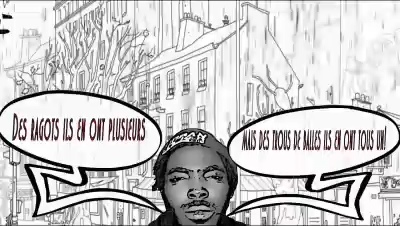 Des ragots ils en ont plusieurs
mais des trous de balles ils en ont tous un!